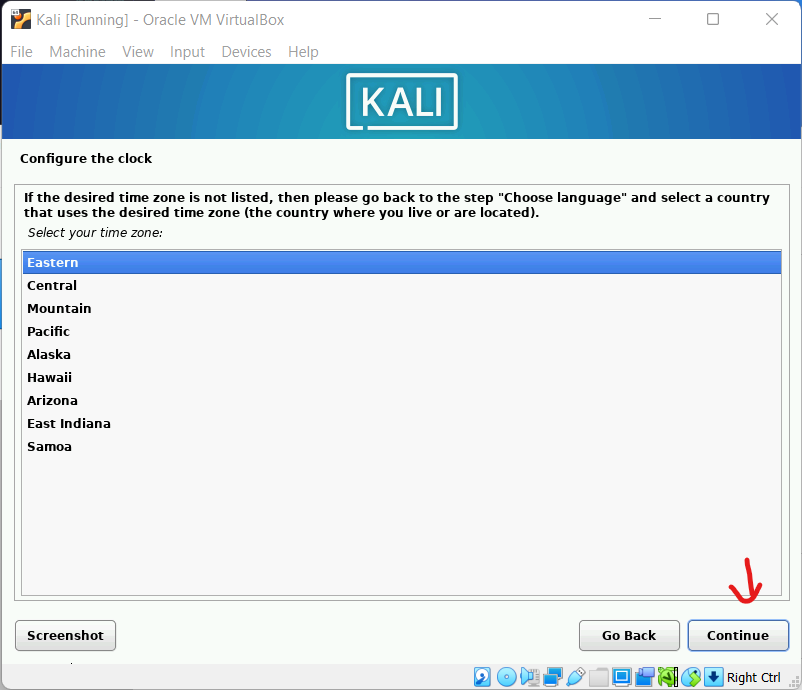 Kali [Running] - Oracle VM VirtualBox
File Machine View Input Devices Help
KALI
Configure the clock
If the desired time zone is not listed, then please go back to the step "Choose language" and select a country
that uses the desired time zone (the country where you live or are located).
Select your time zone:
Eastern
Central
Mountain
Pacific
Alaska
Hawaii
Arizona
East Indiana
Samoa
Screenshot Go Back Continue
Right Ctrl